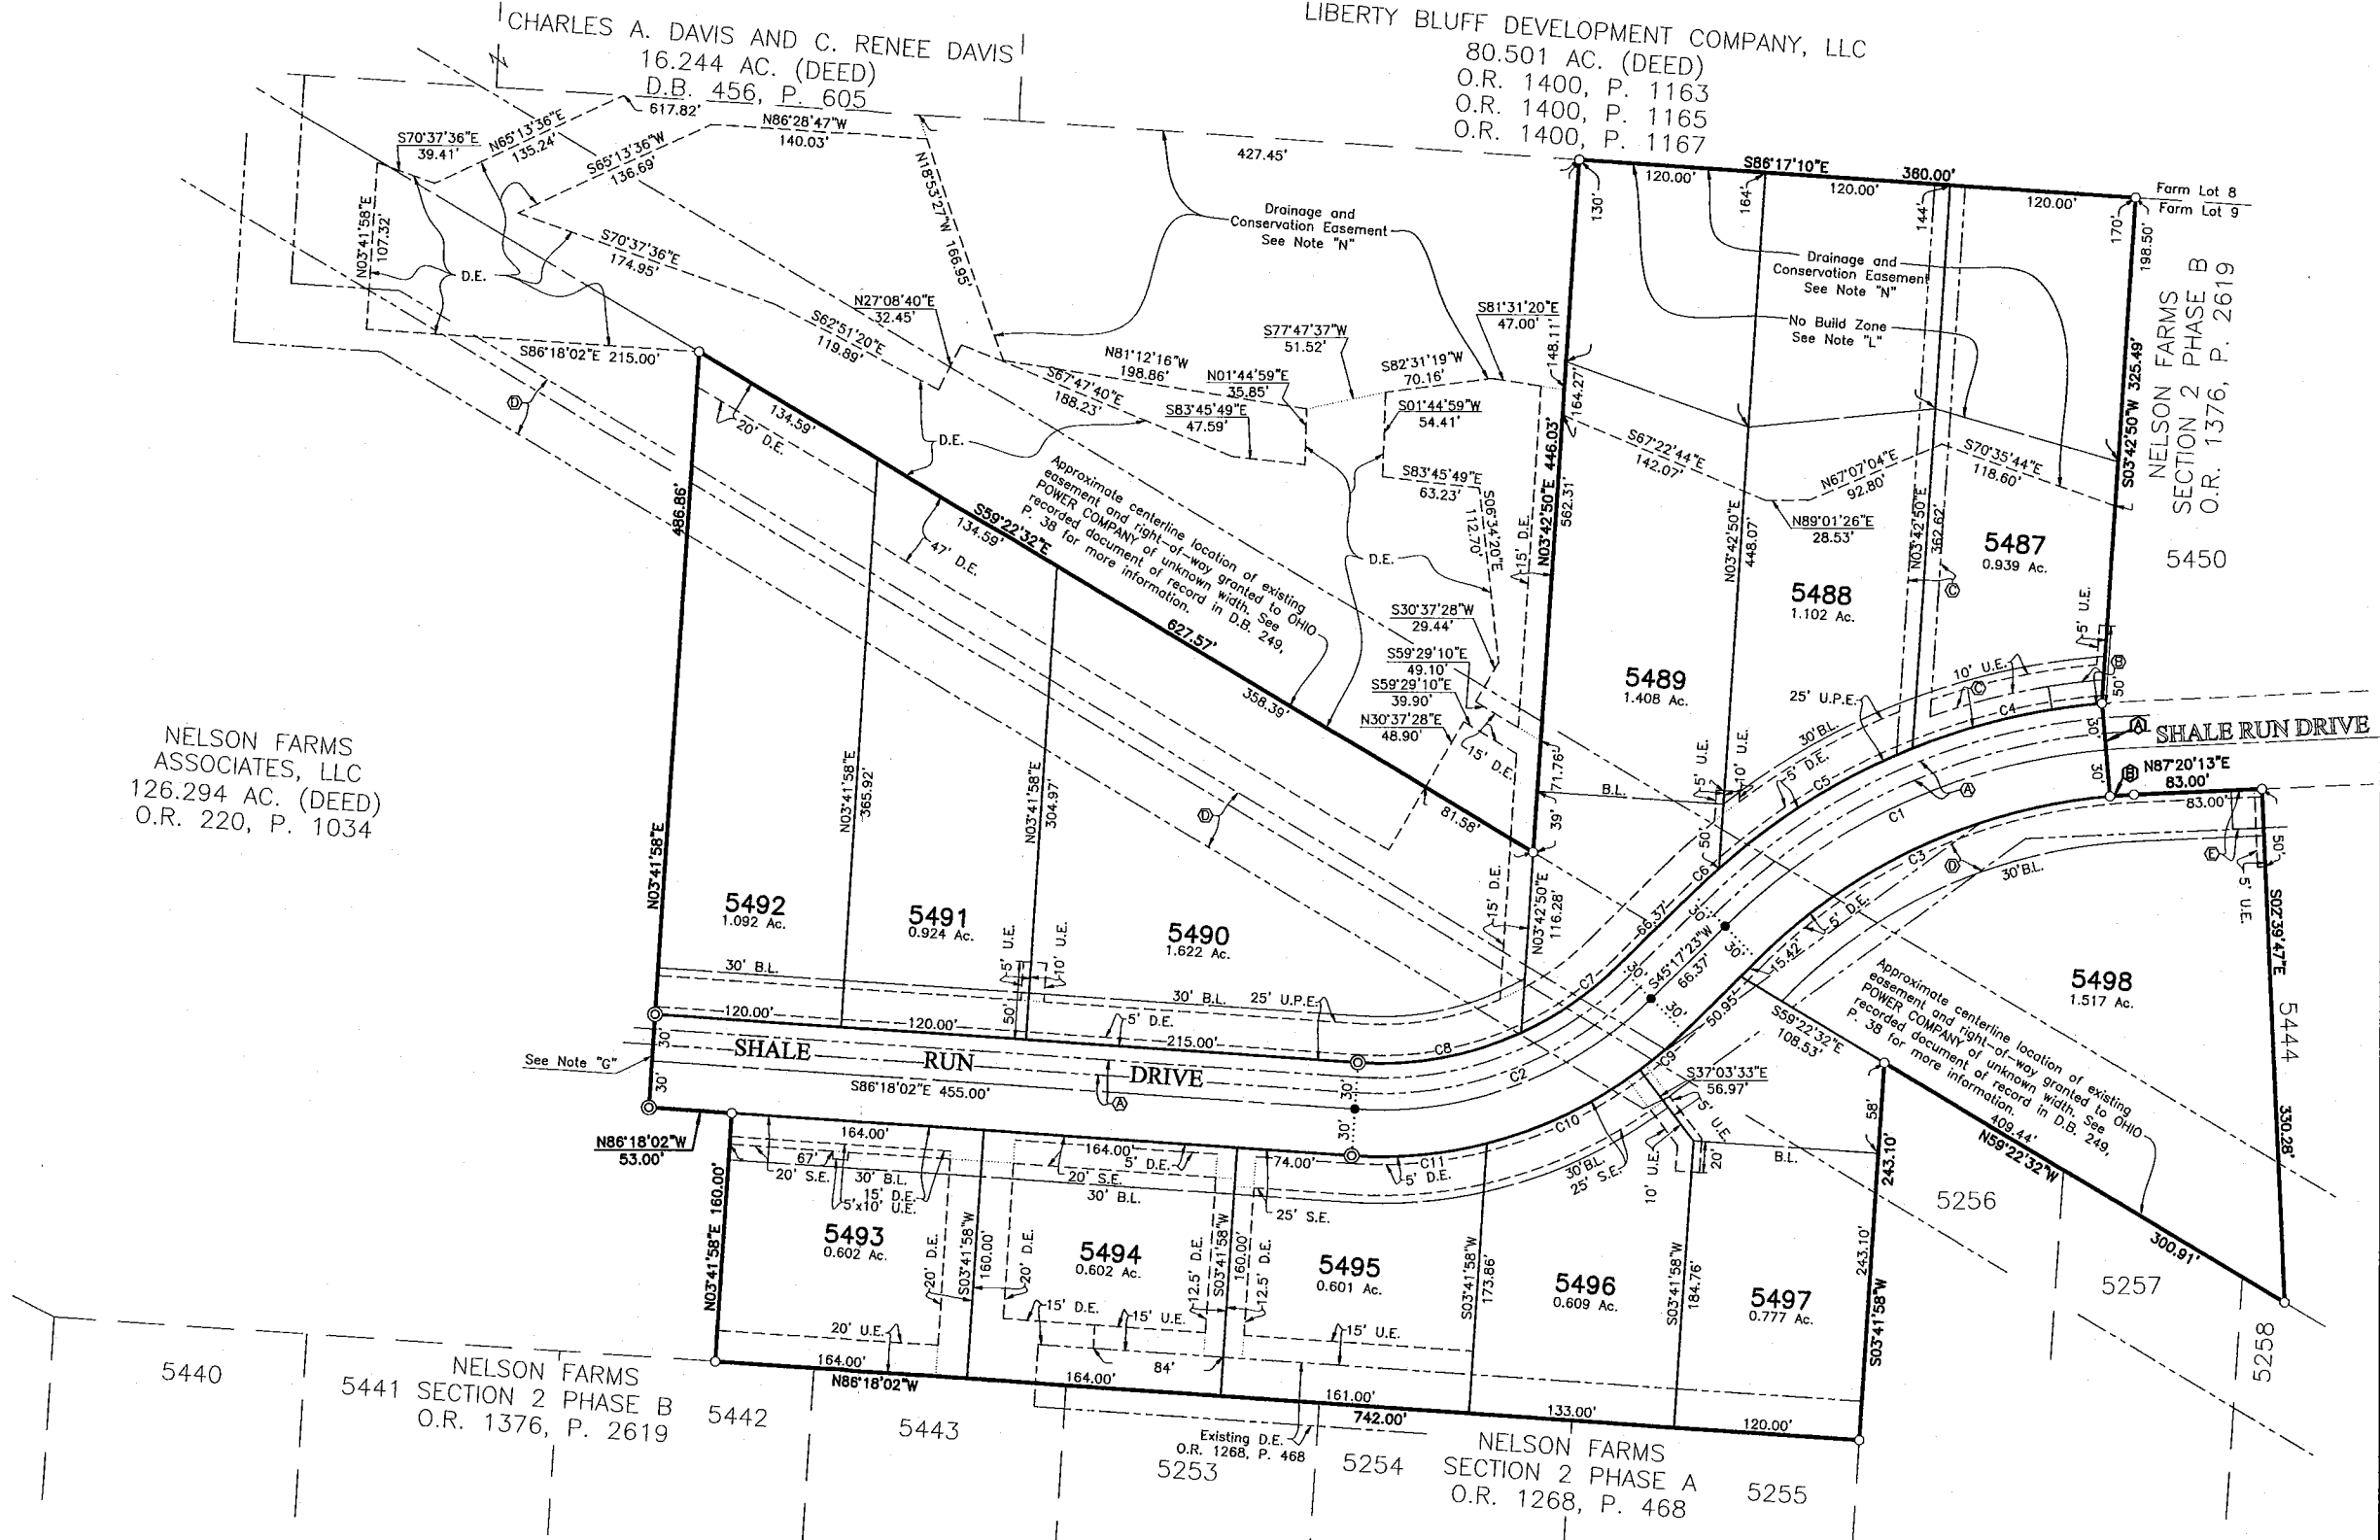 CHARLES A. DAVIS AND C. RENEE DAVIS
16.244 AC. (DEED)
D.B. 456, P. 605
LIBERTY BLUFF DEVELOPMENT COMPANY, LLC
80.501 AC. (DEED)
O.R. 1400, P. 1163
O.R. 1400, P. 1165
O.R. 1400, P. 1167
617.82'
S70°37'36"E
39.41'
N65°13'36"E
135.24'
S65°13'36"W
136.69'
N86°28'47"W
140.03'
N18°53'27"W 166.95'
427.45'
S86°17'10"E
360.00'
120.00'
120.00'
120.00'
Farm Lot 8
Farm Lot 9
130'
164'
144'
170'
198.50'
N03°41'58"E
107.32'
D.E.
S70°37'36"E
174.95'
S86°18'02"E 215.00'
S62°51'20"E
119.89'
N27°08'40"E
32.45'
Drainage and
Conservation Easement
See Note "N"
Drainage and
Conservation Easement
See Note "N"
No Build Zone
See Note "L"
N81°12'16"W
198.86'
S67°47'40"E
188.23'
N01°44'59"E
35.85'
S83°45'49"E
47.59'
S77°47'37"W
51.52'
S82°31'19"W
70.16'
S81°31'20"E
47.00'
S01°44'59"W
54.41'
S83°45'49"E
63.23'
S06°34'20"E
112.70'
15' D.E.
148.11'
164.27'
N03°42'50"E 446.03'
562.31'
S67°22'44"E
142.07'
N67°07'04"E
92.80'
S70°35'44"E
118.60'
N89°01'26"E
28.53'
N03°42'50"E
448.07'
N03°42'50"E
362.62'
S03°42'50"W 325.49'
NELSON FARMS
SECTION 2 PHASE B
O.R. 1376, P. 2619
5450
5487
0.939 Ac.
5488
1.102 Ac.
5489
1.408 Ac.
D
134.59'
20' D.E.
D.E.
47' D.E.
134.59'
S59°22'32"E
627.57'
358.39'
81.58'
Approximate centerline location of existing
easement and right-of-way granted to OHIO
POWER COMPANY of unknown width. See
recorded document of record in D.B. 249,
P. 38 for more information.
D.E.
S30°37'28"W
29.44'
S59°29'10"E
49.10'
S59°29'10"E
39.90'
N30°37'28"E
48.90'
15' D.E.
71.76'
39'
B.L.
5' U.E.
10' U.E.
50'
30'B.L.
5' D.E.
25' U.P.E.
10' U.E.
C
C
5' U.E.
B
50'
C4
C5
C6
C1
C3
A
A
30'
30'
SHALE RUN DRIVE
B
N87°20'13"E
83.00'
83.00'
E
50'
5' U.E.
D
30'B.L.
5' D.E.
NELSON FARMS
ASSOCIATES, LLC
126.294 AC. (DEED)
O.R. 220, P. 1034
486.86'
N03°41'58"E
N03°41'58"E
365.92'
N03°41'58"E
304.97'
D
5492
1.092 Ac.
5491
0.924 Ac.
5490
1.622 Ac.
5' U.E.
10' U.E.
50'
30' B.L.
30' B.L.
25' U.P.E.
15' D.E.
N03°42'50"E
116.28'
C7
C8
66.37'
S45°17'23"W
66.37'
30'
30'
30'
30'
15.42'
50.95'
C9
S59°22'32"E
108.53'
S02°39'47"E
330.28'
5444
5498
1.517 Ac.
Approximate centerline location of existing
easement and right-of-way granted to OHIO
POWER COMPANY of unknown width. See
recorded document of record in D.B. 249,
P. 38 for more information.
409.44'
N59°22'32"W
300.91'
120.00'
120.00'
215.00'
5' D.E.
30'
30'
SHALE RUN DRIVE
See Note "G"
S86°18'02"E 455.00'
A
30'
30'
C2
C10
C11
S37°03'33"E
56.97'
5' U.E.
10' U.E.
20'
B.L.
58'
30'BL
25' S.E.
5' D.E.
N86°18'02"W
53.00'
164.00'
164.00'
74.00'
67'
20' S.E.
30' B.L.
15' D.E.
5'x10' U.E.
5' D.E.
20' S.E.
30' B.L.
25' S.E.
N03°41'58"E 160.00'
5493
0.602 Ac.
20' D.E.
S03°41'58"W
160.00'
20' D.E.
5494
0.602 Ac.
12.5' D.E.
S03°41'58"W
160.00'
12.5' D.E.
5495
0.601 Ac.
S03°41'58"W
173.86'
5496
0.609 Ac.
S03°41'58"W
184.76'
5497
0.777 Ac.
243.10'
243.10'
S03°41'58"W
5256
5257
5258
20' U.E.
15' D.E.
15' U.E.
15' U.E.
84'
164.00'
N86°18'02"W
164.00'
161.00'
742.00'
133.00'
120.00'
5440
5441
NELSON FARMS
SECTION 2 PHASE B
O.R. 1376, P. 2619
5442
5443
Existing D.E.
O.R. 1268, P. 468
5253
5254
NELSON FARMS
SECTION 2 PHASE A
O.R. 1268, P. 468
5255